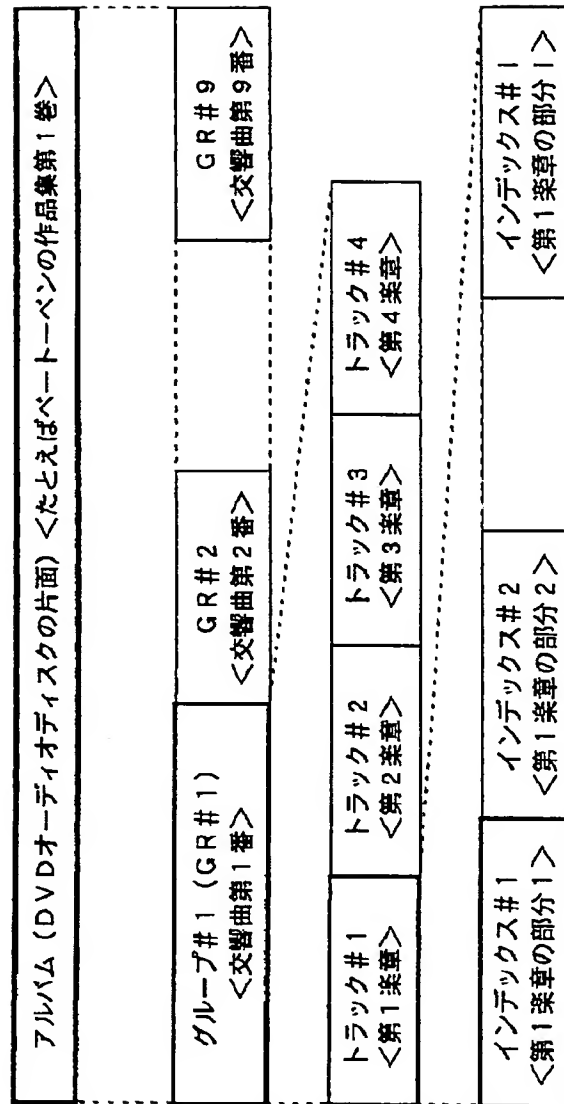 アルバム(DVDオーディオディスクの片面)<たとえばベートーベンの作品集第1巻>
グループ#1(GR#1)
<交響曲第1番>
GR#2
<交響曲第2番>
GR#9
<交響曲第9番>
トラック#1
<第1楽章>
トラック#2
<第2楽章>
トラック#3
<第3楽章>
トラック#4
<第4楽章>
インデックス#1
<第1楽章の部分1>
インデックス#2
<第1楽章の部分2>
インデックス#1
<第1楽章の部分1>